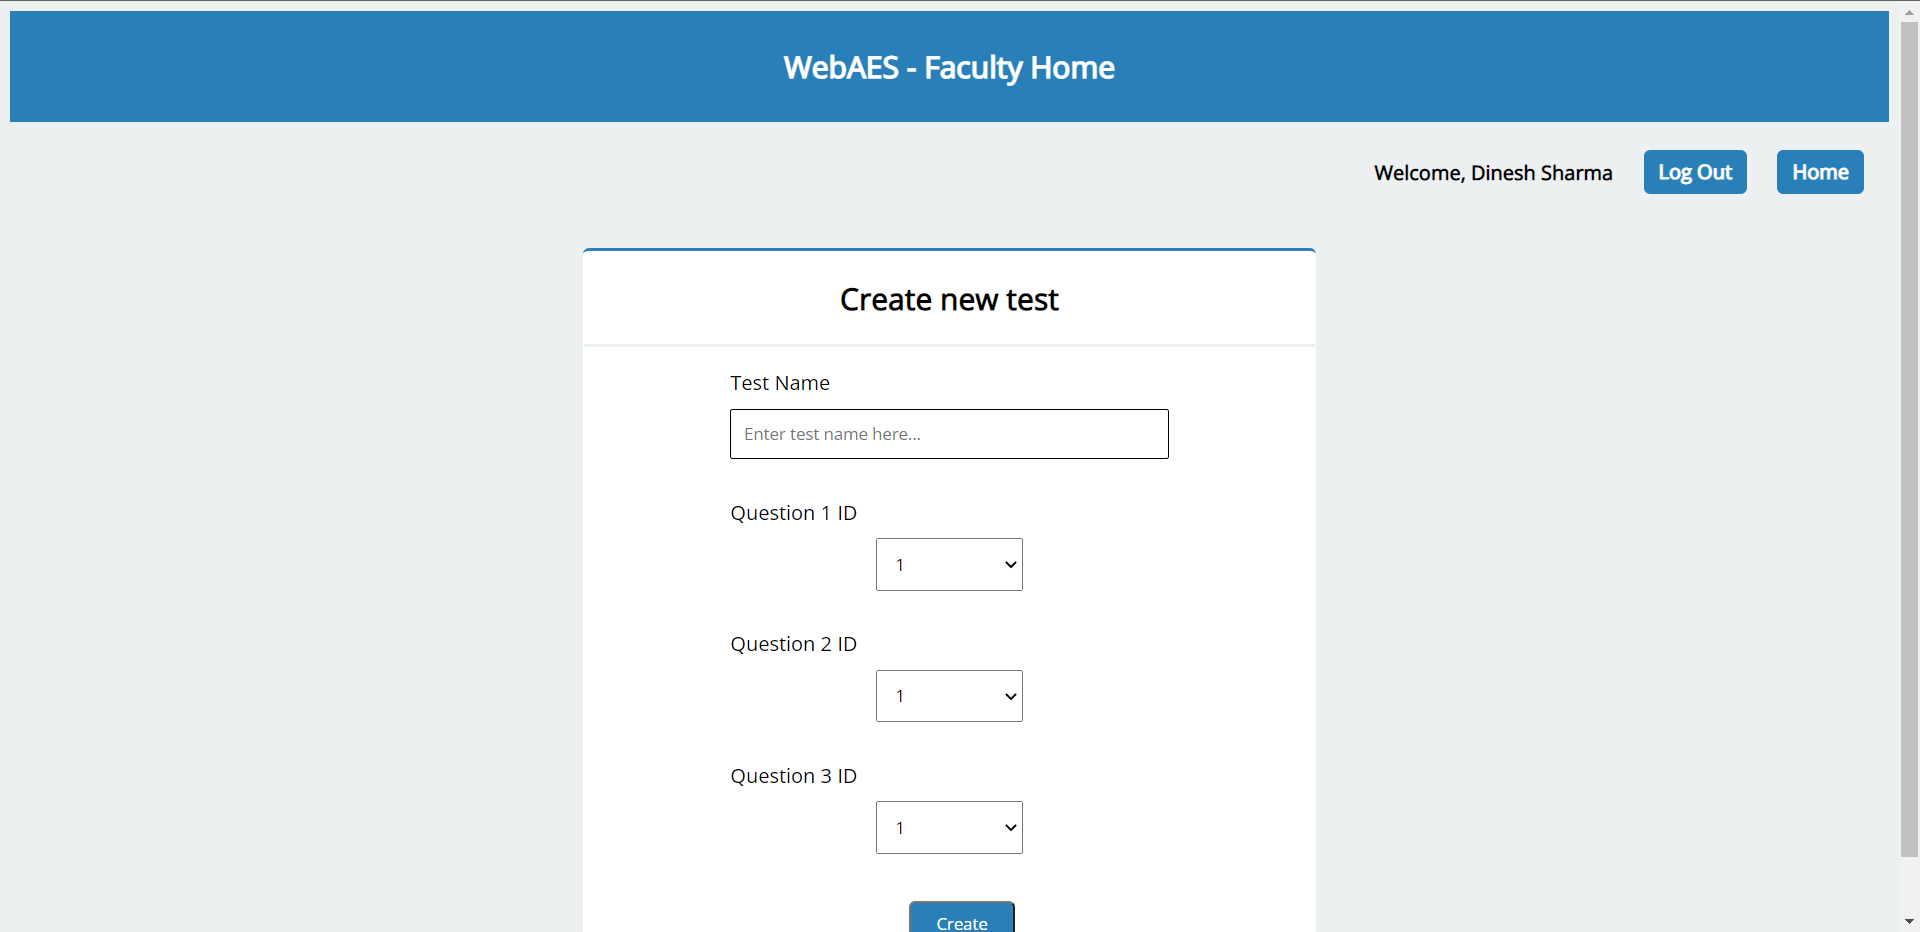 WebAES - Faculty Home
Welcome, Dinesh Sharma
Log Out
Home
Create new test
Test Name
Enter test name here...
Question 1 ID
1
Question 2 ID
1
Question 3 ID
1
Create